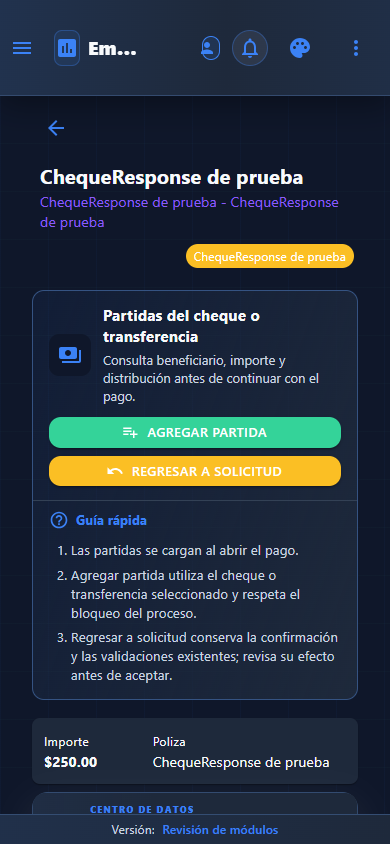 Em...
ChequeResponse de prueba
ChequeResponse de prueba - ChequeResponse
de prueba
ChequeResponse de prueba
Partidas del cheque o
transferencia
Consulta beneficiario, importe y
distribución antes de continuar con el
pago.
AGREGAR PARTIDA
REGRESAR A SOLICITUD
Guía rápida
1. Las partidas se cargan al abrir el pago.
2. Agregar partida utiliza el cheque o
transferencia seleccionado y respeta el
bloqueo del proceso.
3. Regresar a solicitud conserva la confirmación
y las validaciones existentes; revisa su efecto
antes de aceptar.
Importe
$250.00
Poliza
ChequeResponse de prueba
CENTRO DE DATOS
Versión: Revisión de módulos